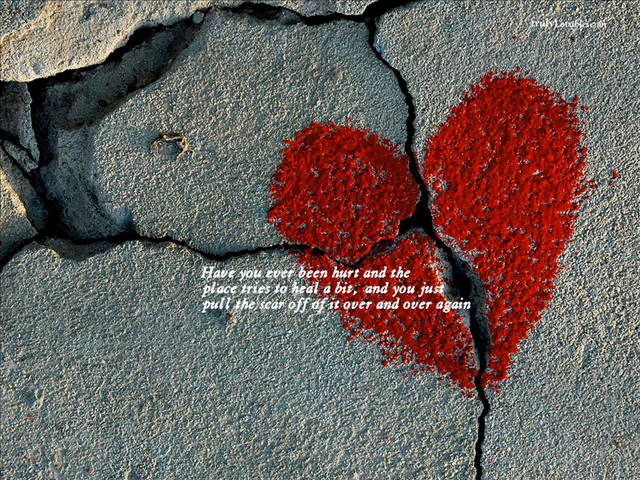 Have you ever been hurt and the
place tries to heal a bit, and you just
pull the scar off of it over and over again